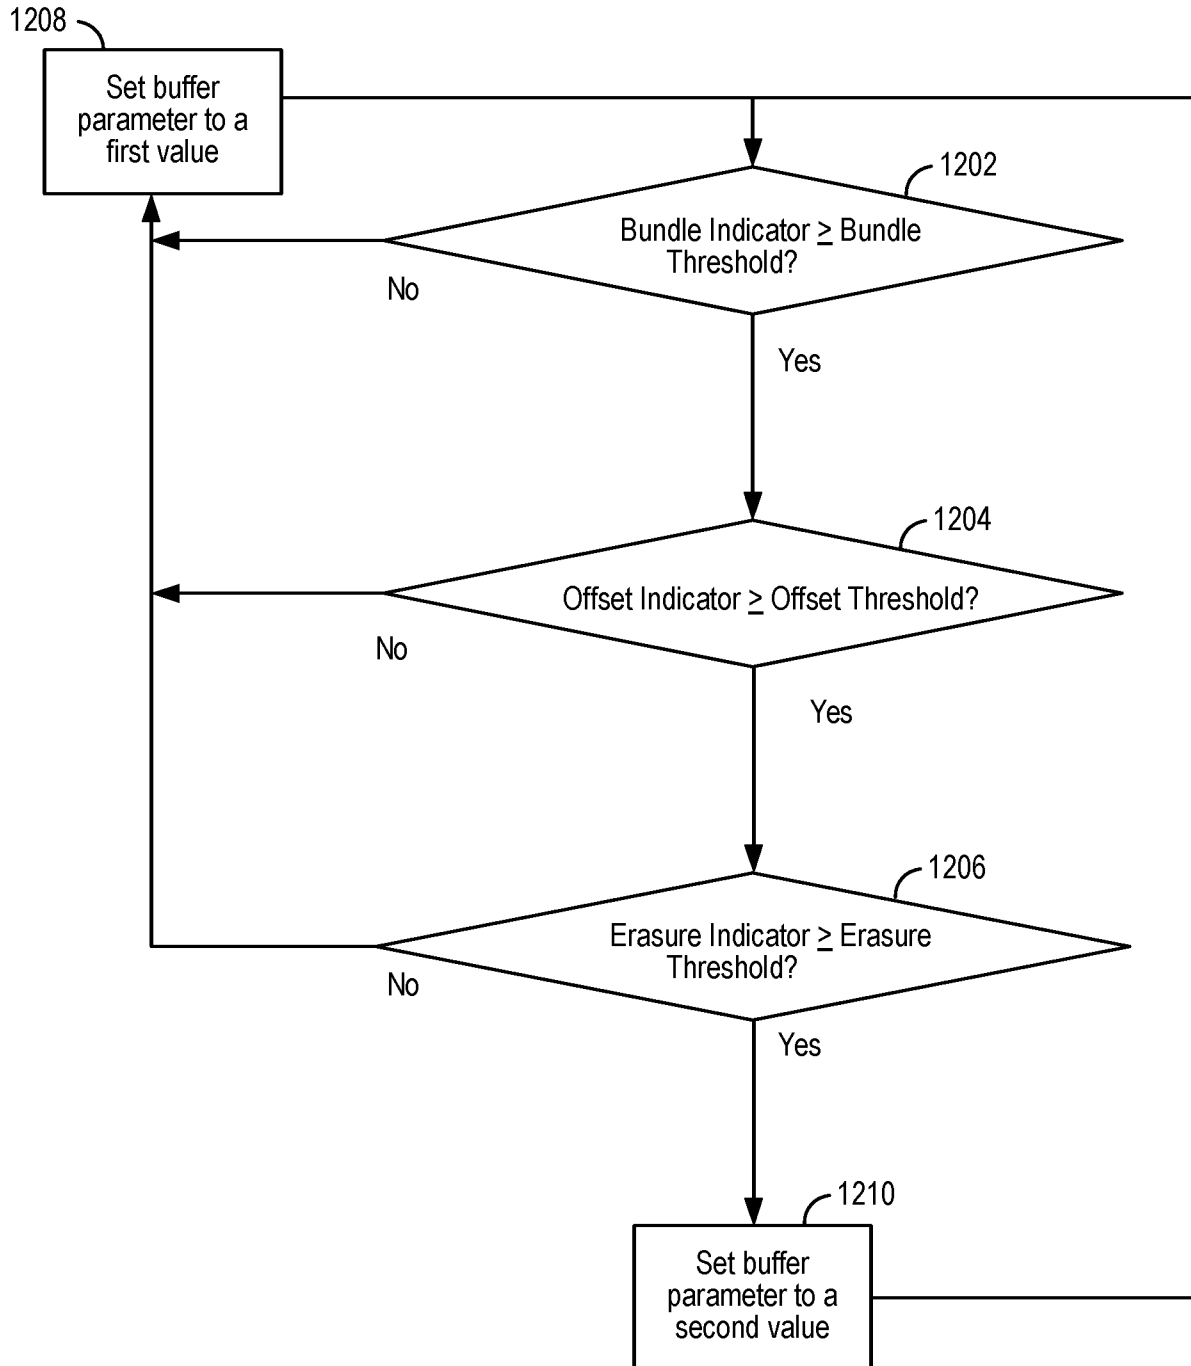 1208
Set buffer
parameter to a
first value
1202
Bundle Indicator ≥ Bundle
Threshold?
No
Yes
1204
Offset Indicator ≥ Offset Threshold?
No
Yes
1206
Erasure Indicator ≥ Erasure
Threshold?
No
Yes
1210
Set buffer
parameter to a
second value